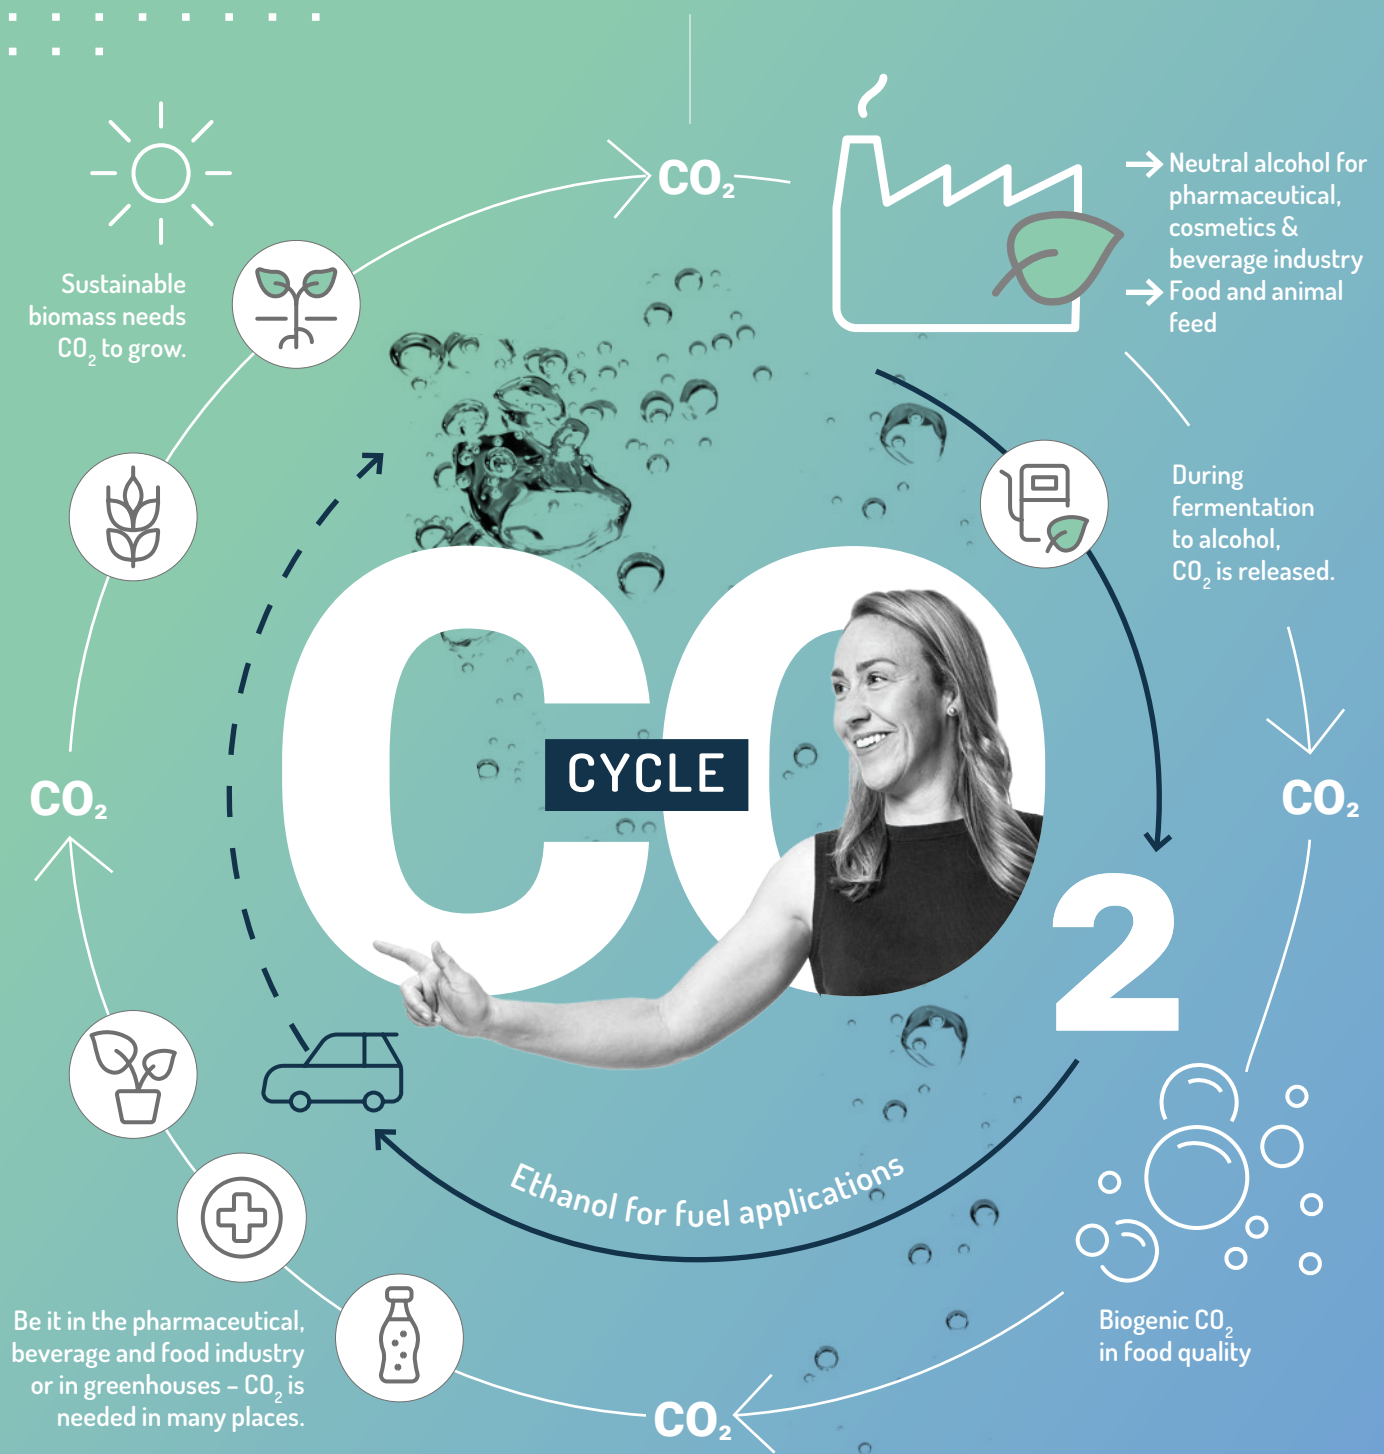 CO₂
Neutral alcohol for
pharmaceutical,
cosmetics &
beverage industry
Food and animal
feed
Sustainable
biomass needs
CO₂ to grow.
During
fermentation
to alcohol,
CO₂ is released.
CO₂
CYCLE
CO₂
CO₂
Ethanol for fuel applications
Biogenic CO₂
in food quality
Be it in the pharmaceutical,
beverage and food industry
or in greenhouses – CO₂ is
needed in many places.
CO₂